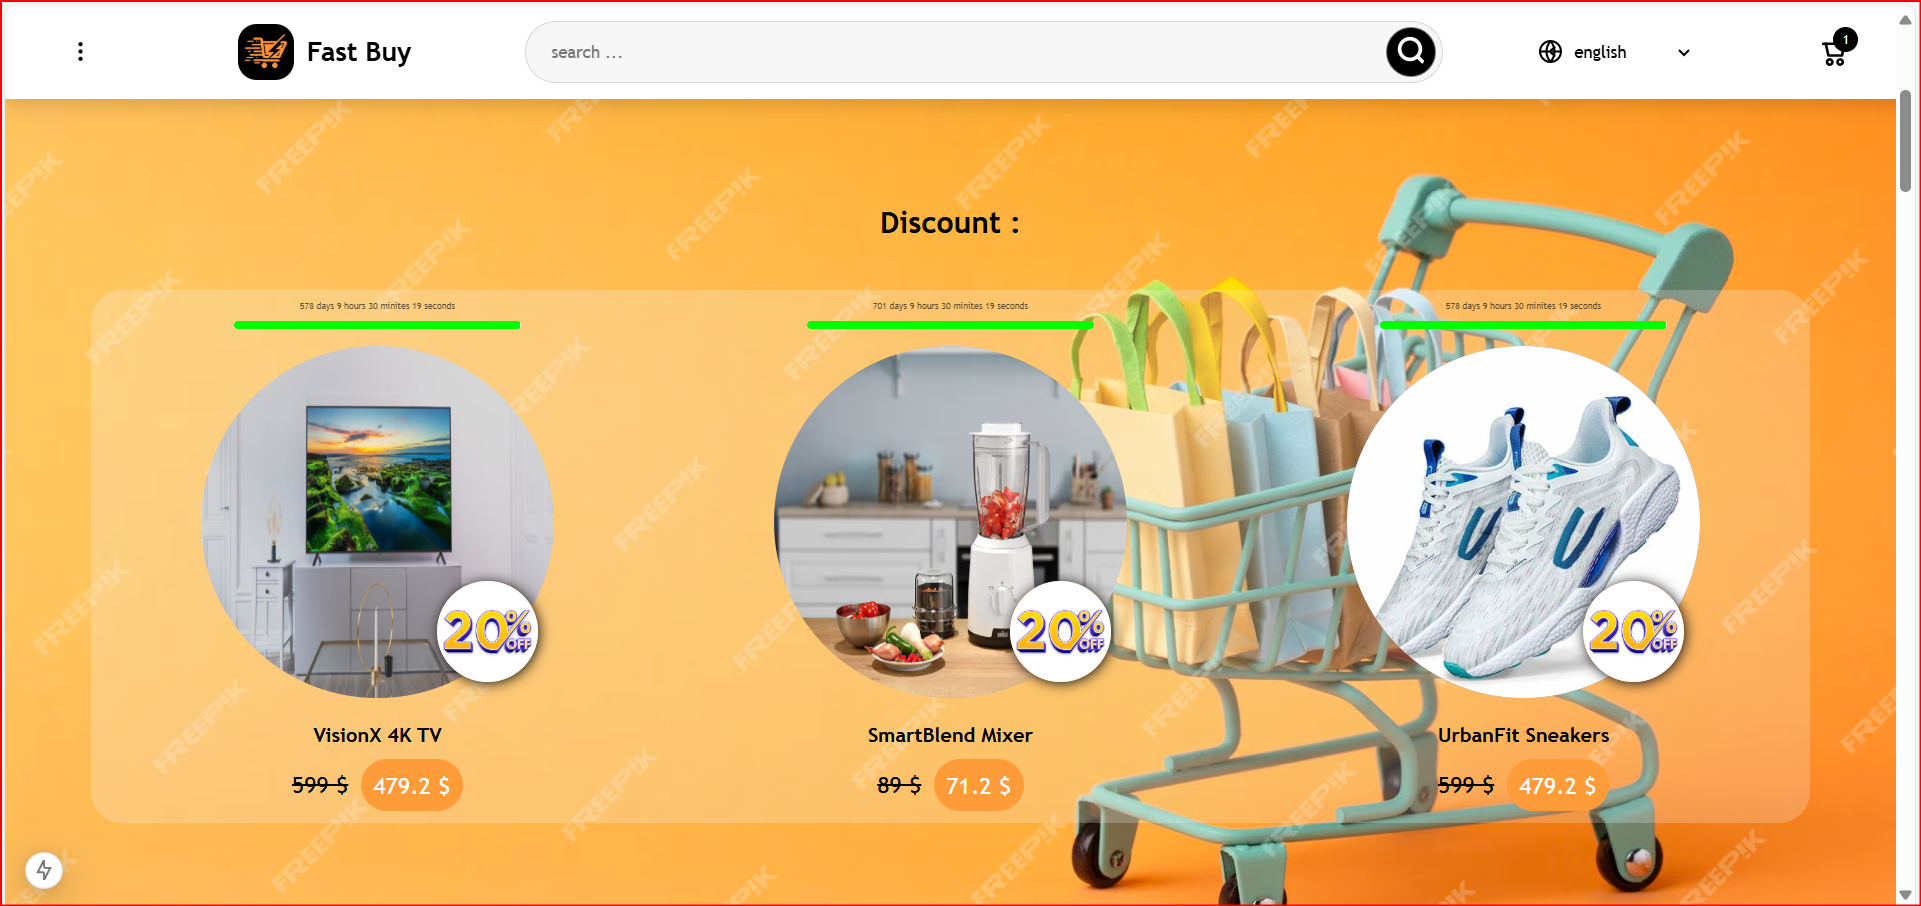 Fast Buy
search ...
english
1
Discount :
578 days 9 hours 30 minites 19 seconds
701 days 9 hours 30 minites 19 seconds
578 days 9 hours 30 minites 19 seconds
20% OFF
20% OFF
20% OFF
VisionX 4K TV
SmartBlend Mixer
UrbanFit Sneakers
599 $ 479.2 $
89 $ 71.2 $
599 $ 479.2 $
FREEPIK